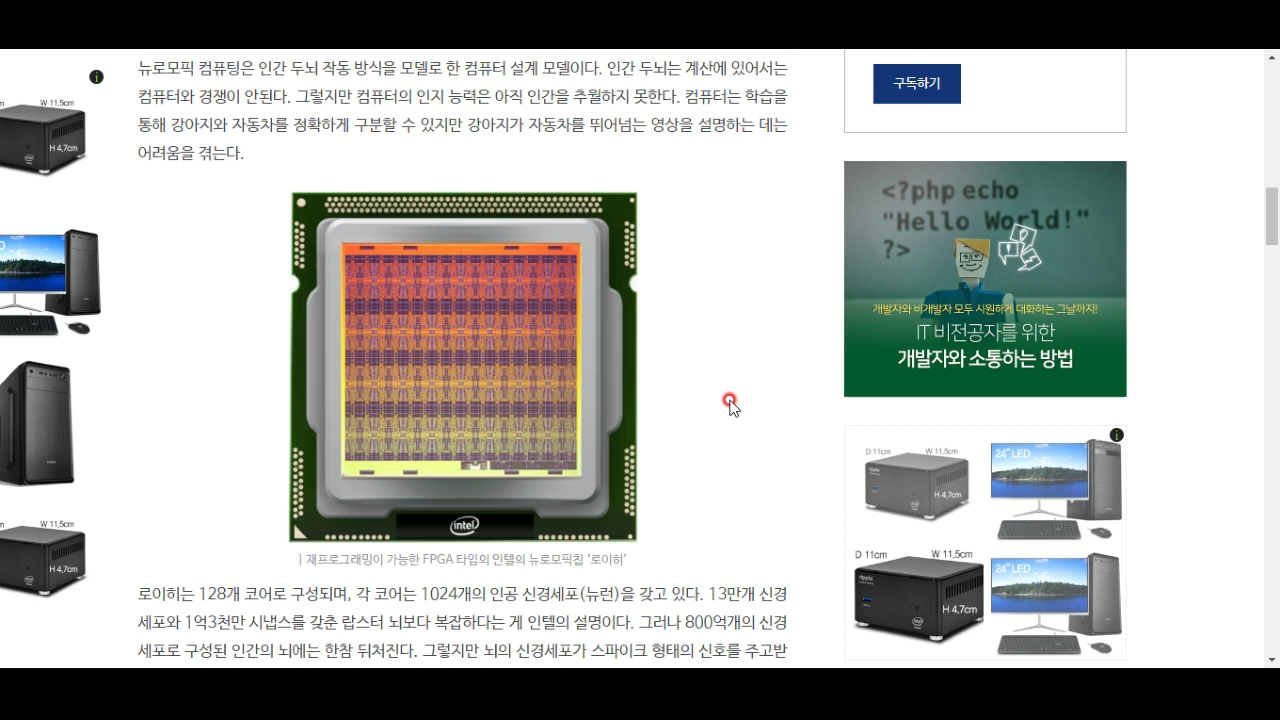 뉴로모픽 컴퓨팅은 인간 두뇌 작동 방식을 모델로 한 컴퓨터 설계 모델이다. 인간 두뇌는 계산에 있어서는
컴퓨터와 경쟁이 안된다. 그렇지만 컴퓨터의 인지 능력은 아직 인간을 추월하지 못한다. 컴퓨터는 학습을
통해 강아지와 자동차를 정확하게 구분할 수 있지만 강아지가 자동차를 뛰어넘는 영상을 설명하는 데는
어려움을 겪는다.
intel
| 재프로그래밍이 가능한 FPGA 타입의 인텔의 뉴로모픽칩 '로이히'
로이히는 128개 코어로 구성되며, 각 코어는 1024개의 인공 신경세포(뉴런)을 갖고 있다. 13만개 신경
세포와 1억3천만 시냅스를 갖춘 랍스터 뇌보다 복잡하다는 게 인텔의 설명이다. 그러나 800억개의 신경
세포로 구성된 인간의 뇌에는 한참 뒤쳐진다. 그렇지만 뇌의 신경세포가 스파이크 형태의 신호를 주고받
W 11,5cm
H 4,7cm
W 11,5cm
H 4,7cm
구독하기
<?php echo
"Hello World!"
?>
개발자와 비개발자 모두 시원하게 대화하는 그날까지!
IT 비전공자를 위한
개발자와 소통하는 방법
D 11cm
W 11,5cm
24" LED
H 4,7cm
D 11cm
W 11,5cm
24" LED
ripple
H 4,7cm